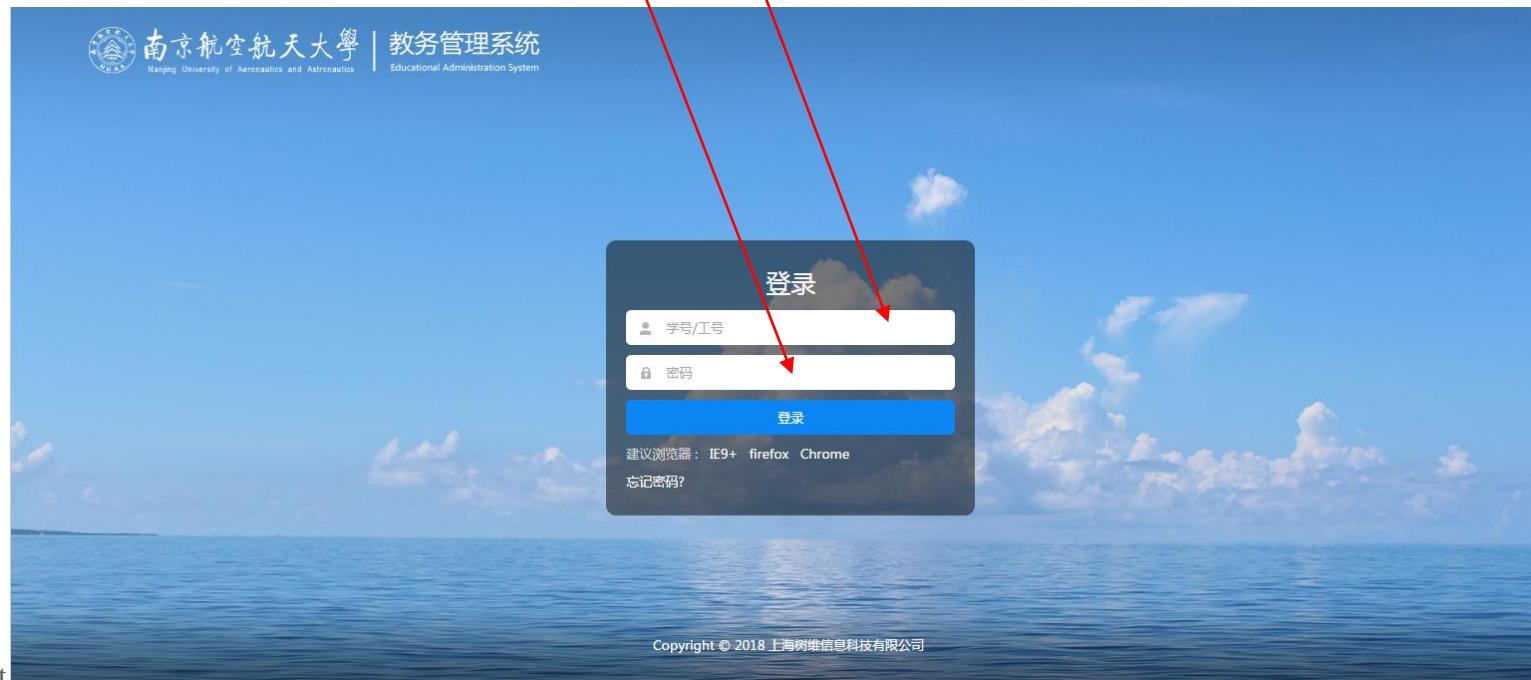 南京航空航天大學
Nanjing University of Aeronautics and Astronautics
教务管理系统
Educational Administration System
登录
学号/工号
密码
登录
建议浏览器： IE9+ firefox Chrome
忘记密码?
Copyright © 2018 上海树维信息科技有限公司